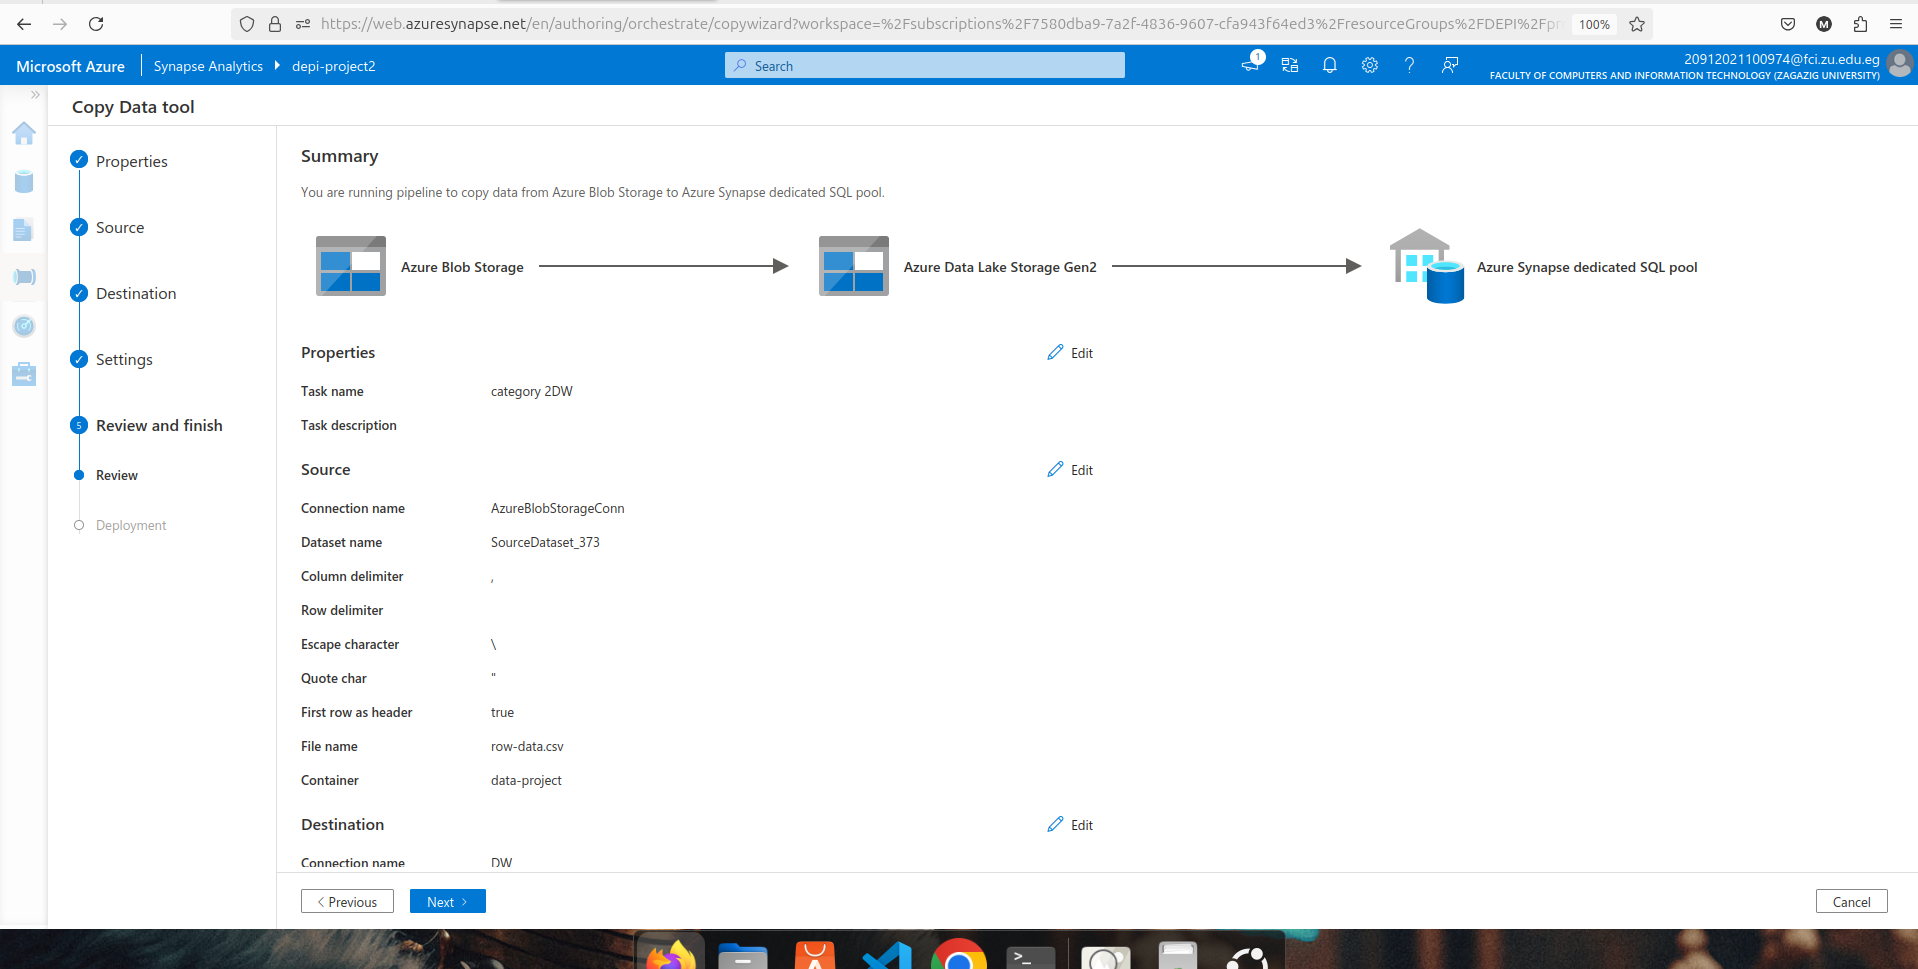 https://web.azuresynapse.net/en/authoring/orchestrate/copywizard?workspace=%2Fsubscriptions%2F7580dba9-7a2f-4836-9607-cfa943f64ed3%2FresourceGroups%2FDEPI%2Fpr
100%
M
Microsoft Azure
Synapse Analytics
depi-project2
Search
1
20912021100974@fci.zu.edu.eg
FACULTY OF COMPUTERS AND INFORMATION TECHNOLOGY (ZAGAZIG UNIVERSITY)
Copy Data tool
Properties
Source
Destination
Settings
5 Review and finish
Review
Deployment
Summary
You are running pipeline to copy data from Azure Blob Storage to Azure Synapse dedicated SQL pool.
Azure Blob Storage
Azure Data Lake Storage Gen2
Azure Synapse dedicated SQL pool
Properties
Edit
Task name category 2DW
Task description
Source
Edit
Connection name AzureBlobStorageConn
Dataset name SourceDataset_373
Column delimiter ,
Row delimiter
Escape character \
Quote char "
First row as header true
File name row-data.csv
Container data-project
Destination
Edit
Connection name DW
< Previous
Next >
Cancel